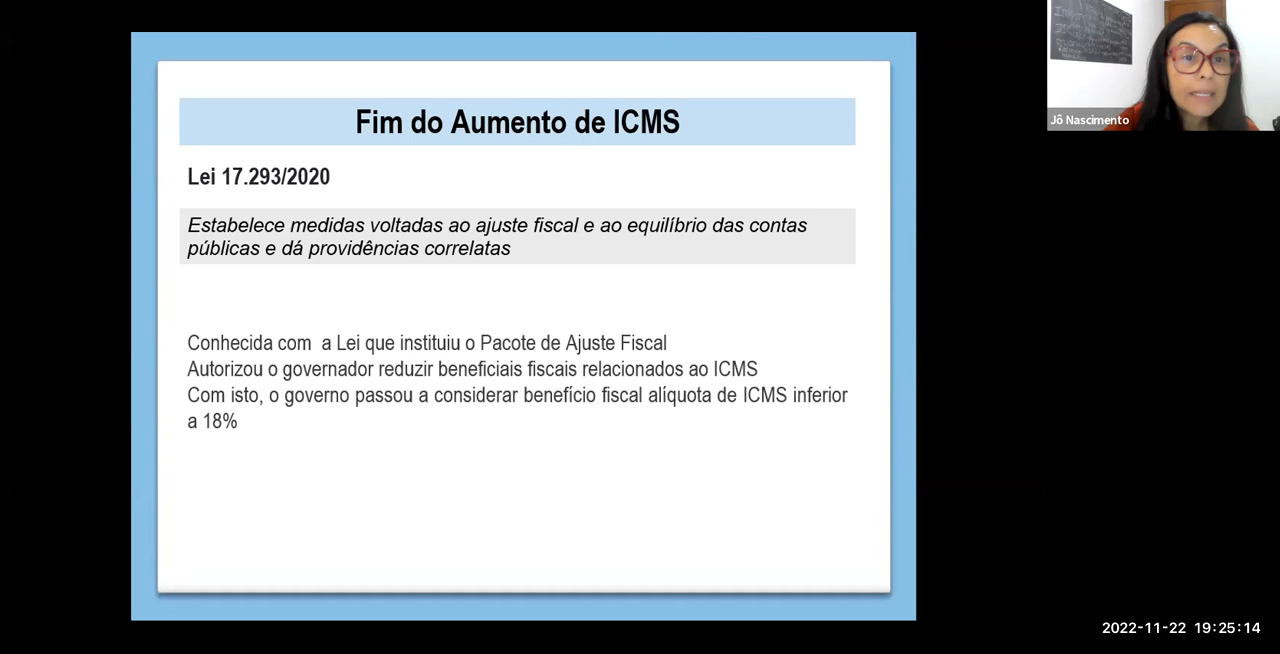 Fim do Aumento de ICMS
Lei 17.293/2020
Estabelece medidas voltadas ao ajuste fiscal e ao equilíbrio das contas
públicas e dá providências correlatas
Conhecida com  a Lei que instituiu o Pacote de Ajuste Fiscal
Autorizou o governador reduzir beneficiais fiscais relacionados ao ICMS
Com isto, o governo passou a considerar benefício fiscal alíquota de ICMS inferior
a 18%
Jô Nascimento
2022-11-22 19:25:14